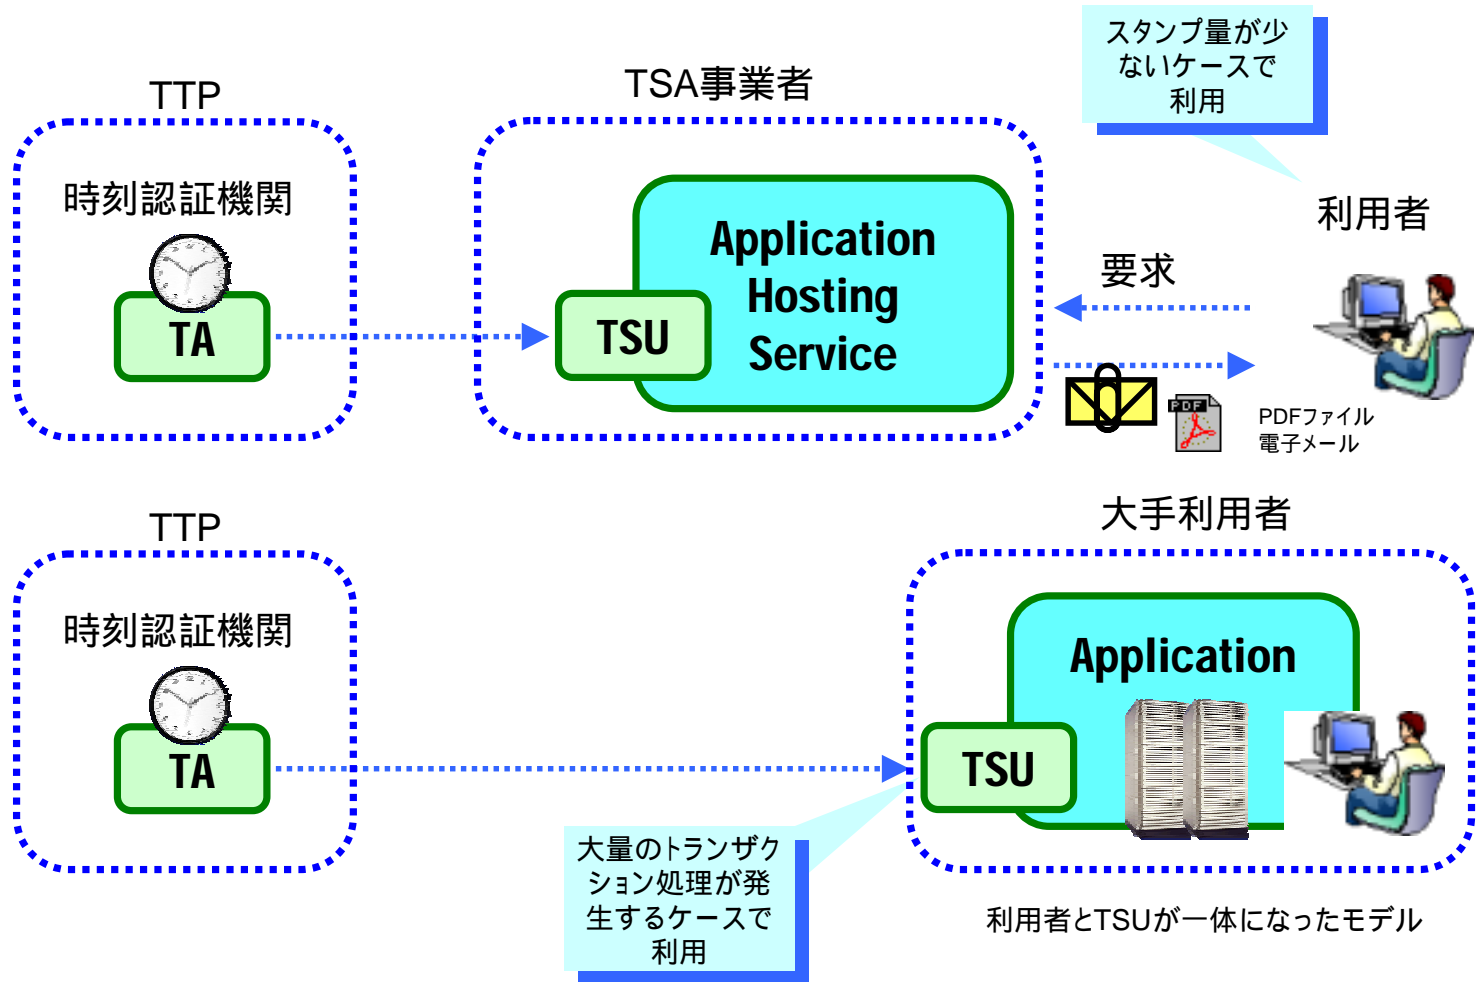 スタンプ量が少
ないケースで
利用
TTP
TSA事業者
時刻認証機関
TA
TSU
Application
Hosting
Service
利用者
要求
PDF
PDFファイル
電子メール
TTP
大手利用者
時刻認証機関
TA
TSU
Application
大量のトランザク
ション処理が発
生するケースで
利用
利用者とTSUが一体になったモデル